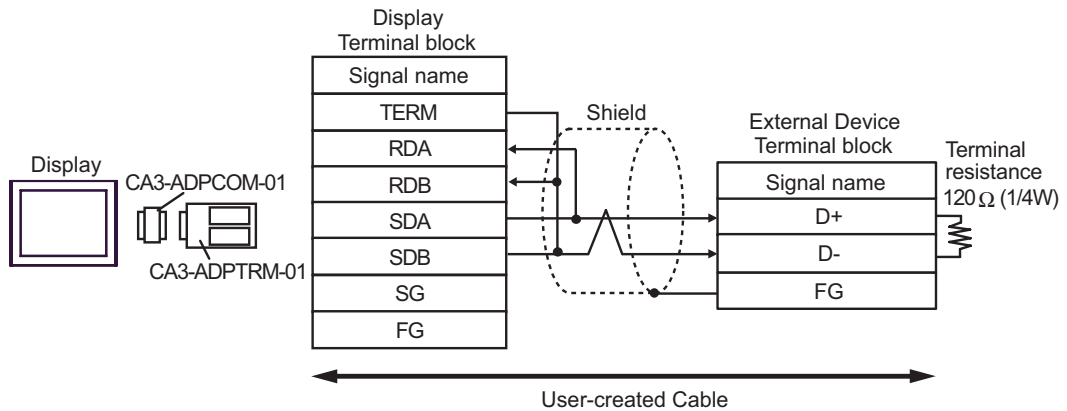 Display
Terminal block
Signal name
TERM
RDA
RDB
SDA
SDB
SG
FG
Display
CA3-ADPCOM-01
CA3-ADPTRM-01
Shield
External Device
Terminal block
Signal name
D+
D-
FG
Terminal
resistance
120Ω (1/4W)
User-created Cable